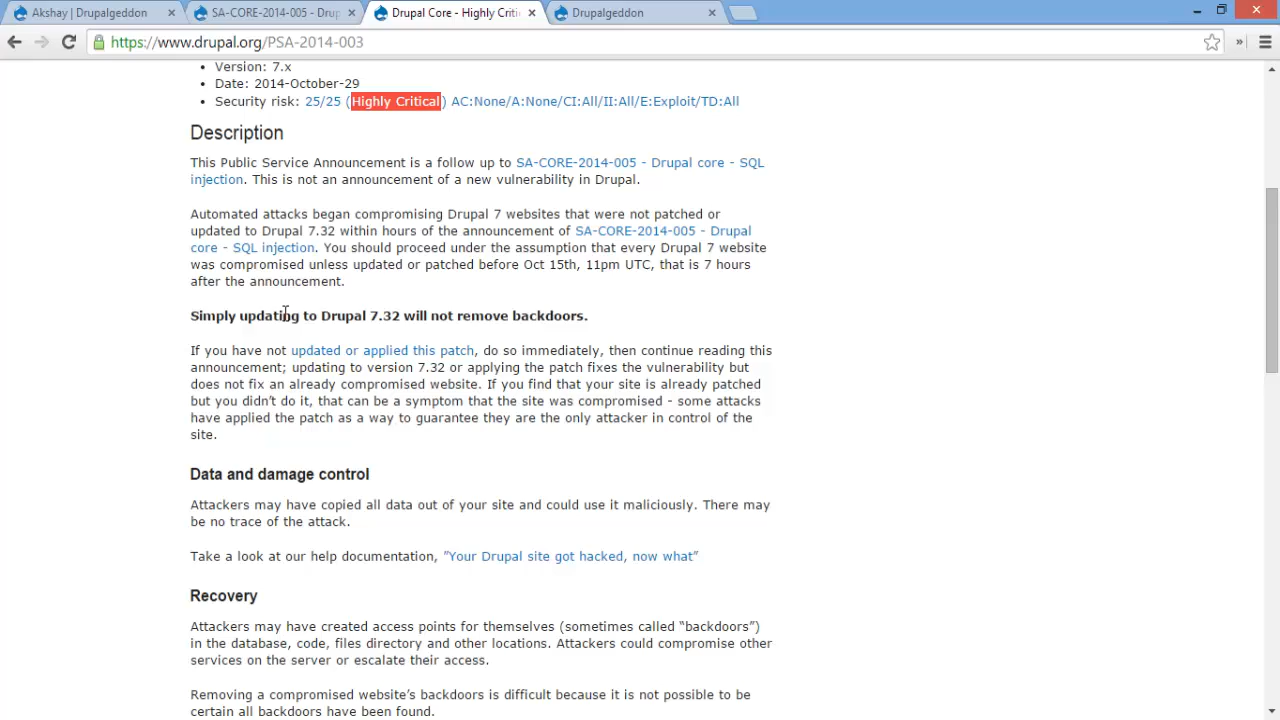 Akshay | Drupalgeddon
SA-CORE-2014-005 - Drup
Drupal Core - Highly Criti
Drupalgeddon
https://www.drupal.org/PSA-2014-003
• Version: 7.x
• Date: 2014-October-29
• Security risk: 25/25 (Highly Critical) AC:None/A:None/CI:All/II:All/E:Exploit/TD:All
Description
This Public Service Announcement is a follow up to SA-CORE-2014-005 - Drupal core - SQL
injection. This is not an announcement of a new vulnerability in Drupal.
Automated attacks began compromising Drupal 7 websites that were not patched or
updated to Drupal 7.32 within hours of the announcement of SA-CORE-2014-005 - Drupal
core - SQL injection. You should proceed under the assumption that every Drupal 7 website
was compromised unless updated or patched before Oct 15th, 11pm UTC, that is 7 hours
after the announcement.
Simply updating to Drupal 7.32 will not remove backdoors.
If you have not updated or applied this patch, do so immediately, then continue reading this
announcement; updating to version 7.32 or applying the patch fixes the vulnerability but
does not fix an already compromised website. If you find that your site is already patched
but you didn't do it, that can be a symptom that the site was compromised - some attacks
have applied the patch as a way to guarantee they are the only attacker in control of the
site.
Data and damage control
Attackers may have copied all data out of your site and could use it maliciously. There may
be no trace of the attack.
Take a look at our help documentation, "Your Drupal site got hacked, now what"
Recovery
Attackers may have created access points for themselves (sometimes called “backdoors”)
in the database, code, files directory and other locations. Attackers could compromise other
services on the server or escalate their access.
Removing a compromised website’s backdoors is difficult because it is not possible to be
certain all backdoors have been found.